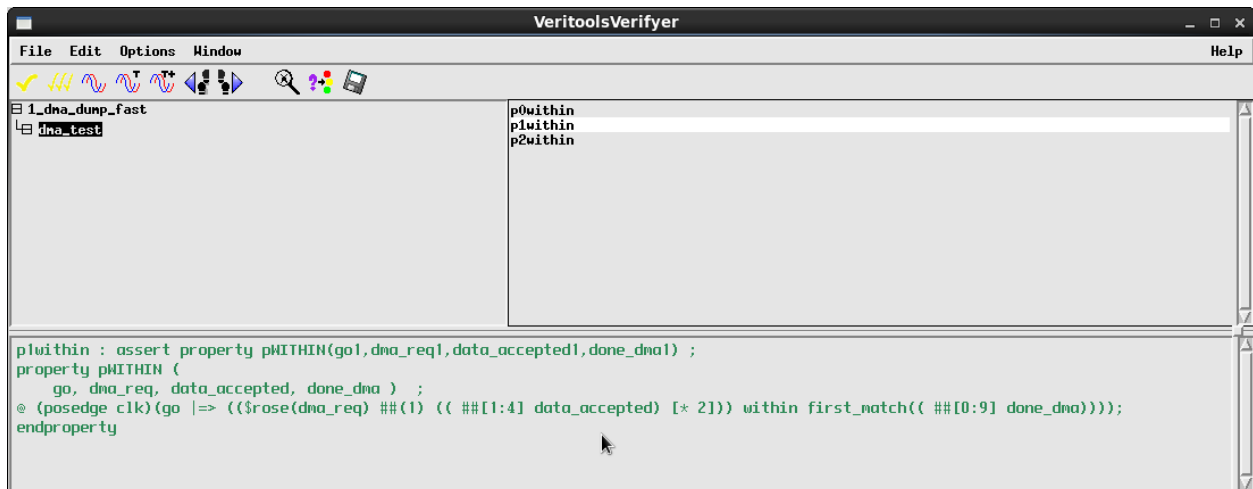 VeritoolsVerifyer
File Edit Options Window Help
1_dma_dump_fast
dma_test
p0within
p1within
p2within
p1within : assert property pWITHIN(go1,dma_req1,data_accepted1,done_dma1) ;
property pWITHIN (
go, dma_req, data_accepted, done_dma ) ;
@ (posedge clk)(go |=> (($rose(dma_req) ##(1) (( ##[1:4] data_accepted) [* 2])) within first_match(( ##[0:9] done_dma))));
endproperty